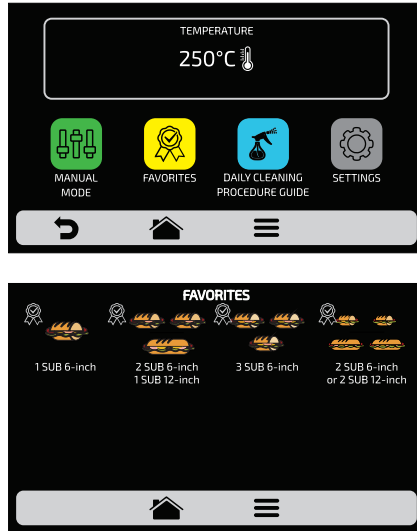 TEMPERATURE
250°C
MANUAL
MODE
FAVORITES
DAILY CLEANING
PROCEDURE GUIDE
SETTINGS
FAVORITES
1 SUB 6-inch
2 SUB 6-inch
1 SUB 12-inch
3 SUB 6-inch
2 SUB 6-inch
or 2 SUB 12-inch